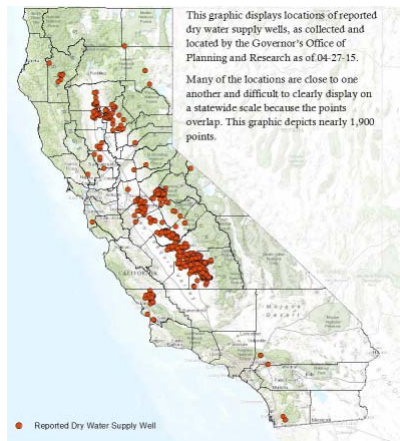 This graphic displays locations of reported
dry water supply wells, as collected and
located by the Governor's Office of
Planning and Research as of 04-27-15.
Many of the locations are close to one
another and difficult to clearly display on
a statewide scale because the points
overlap. This graphic depicts nearly 1,900
points.
CALIFORNIA
Mojave
Desert
Reported Dry Water Supply Well